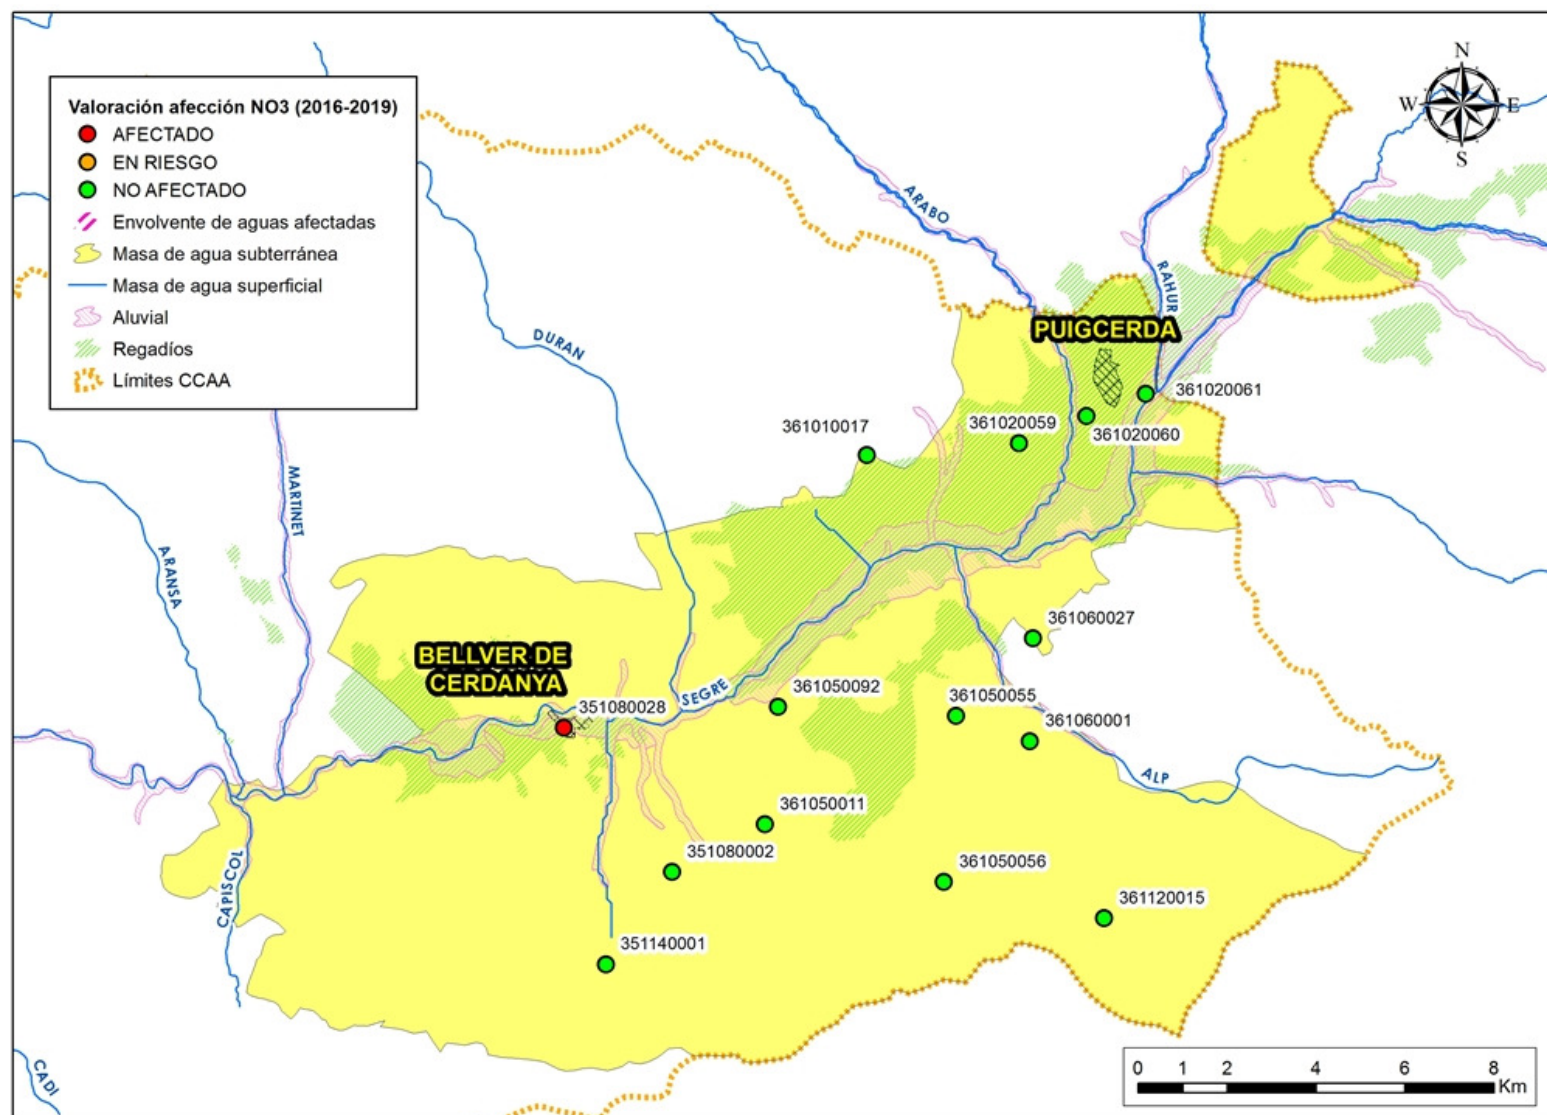 Valoración afección NO3 (2016-2019)
AFECTADO
EN RIESGO
NO AFECTADO
Envolvente de aguas afectadas
Masa de agua subterránea
Masa de agua superficial
Aluvial
Regadíos
Límites CCAA
N
W
E
S
ARABO
RAHUR
PUIGCERDA
DURAN
361020061
361010017
361020059
361020060
MARTINET
ARANSA
361060027
BELLVER DE
CERDANYA
SEGRE
361050092
361050055
351080028
361060001
ALP
361050011
351080002
361050056
CAPISCOL
361120015
351140001
CADI
0 1 2 4 6 8
Km